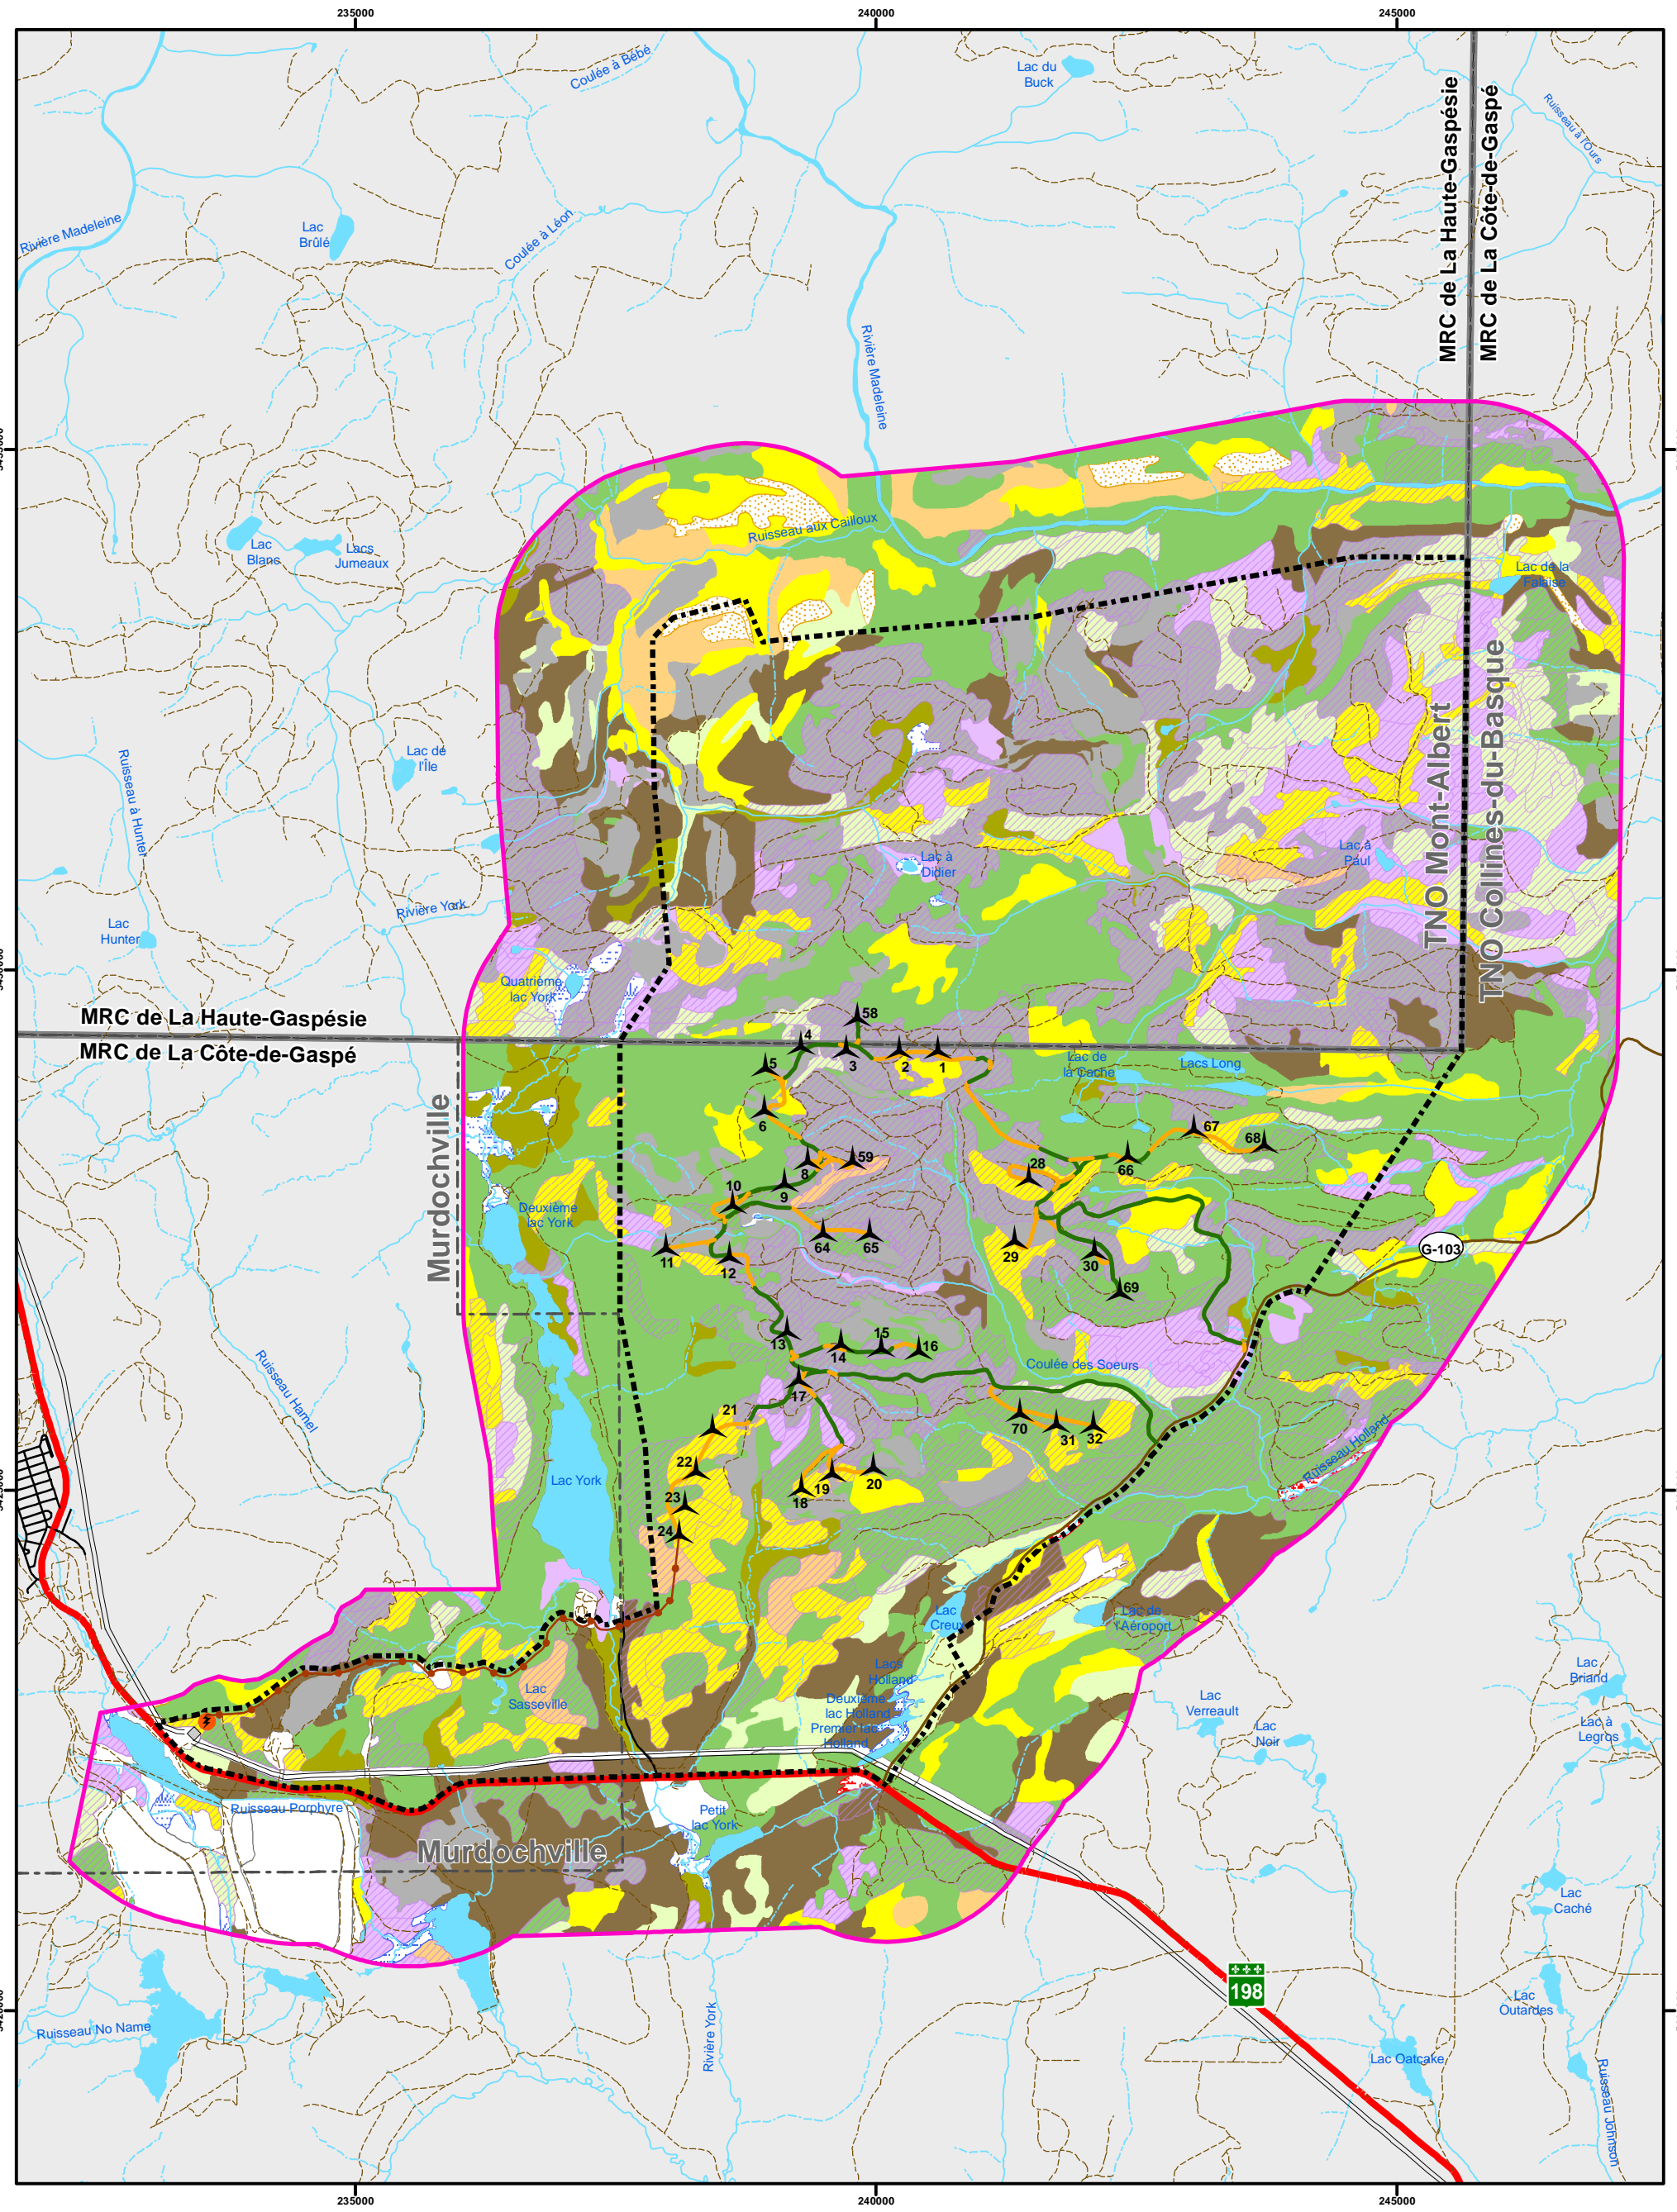 235000
240000
245000
Coulée à Bébé
Lac du
Buck
MRC de La Haute-Gaspésie
MRC de La Côte-de-Gaspé
Ruisseau à l'Ours
Rivière Madeleine
Lac
Brûlé
Coulée à Léon
Rivière Madeleine
Ruisseau aux Cailloux
Lac
Blanc
Lacs
Jumeaux
Lac de la
Falaise
Ruisseau à Hunter
Lac de
l'Île
TNO Mont-Albert
TNO Collines-du-Basque
Lac à
Didier
Lac à
Paul
Rivière York
Lac
Hunter
Quatrième
lac York
MRC de La Haute-Gaspésie
MRC de La Côte-de-Gaspé
58
4
3
2
1
5
6
Lac de
la Cache
Lacs Long
67
68
66
28
59
8
9
10
Murdochville
Deuxième
lac York
64
65
11
12
29
30
69
G-103
13
14
15
16
Coulée des Soeurs
Ruisseau Hamel
17
21
70
31
32
22
18
19
20
Ruisseau Holland
Lac York
23
24
Lac
Creux
Lac de
l'Aéroport
Lacs
Holland
Lac
Sasseville
Deuxième
lac Holland
Premier lac
Holland
Lac
Verreault
Lac
Noir
Lac
Briand
Lac à
Legros
Ruisseau Porphyre
Petit
lac York
Murdochville
Lac
Caché
198
Lac
Outardes
Ruisseau No Name
Rivière York
Lac Oatcake
Ruisseau Johnson
235000
240000
245000